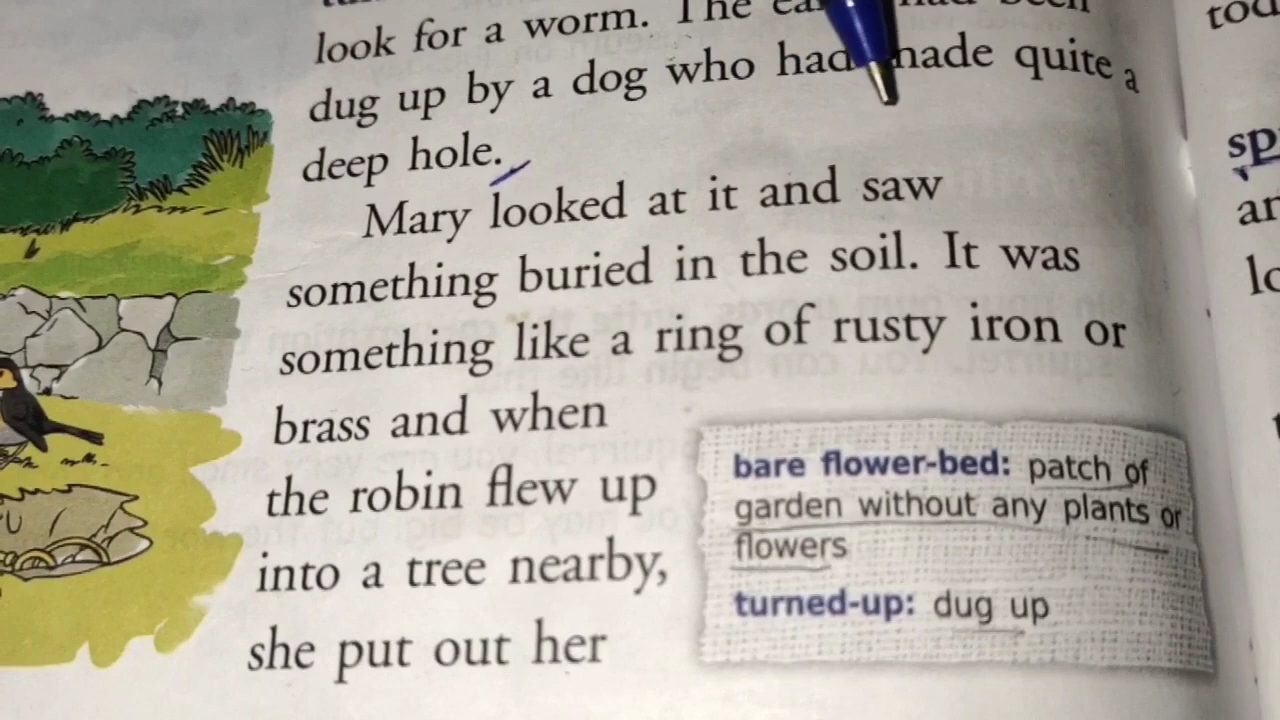 look for a worm. The
dug up by a dog who had made quite a
deep hole.
Mary looked at it and saw
something buried in the soil. It was
something like a ring of rusty iron or
brass and when
the robin flew up
into a tree nearby,
she put out her
bare flower-bed: patch of
garden without any plants or
flowers
turned-up: dug up